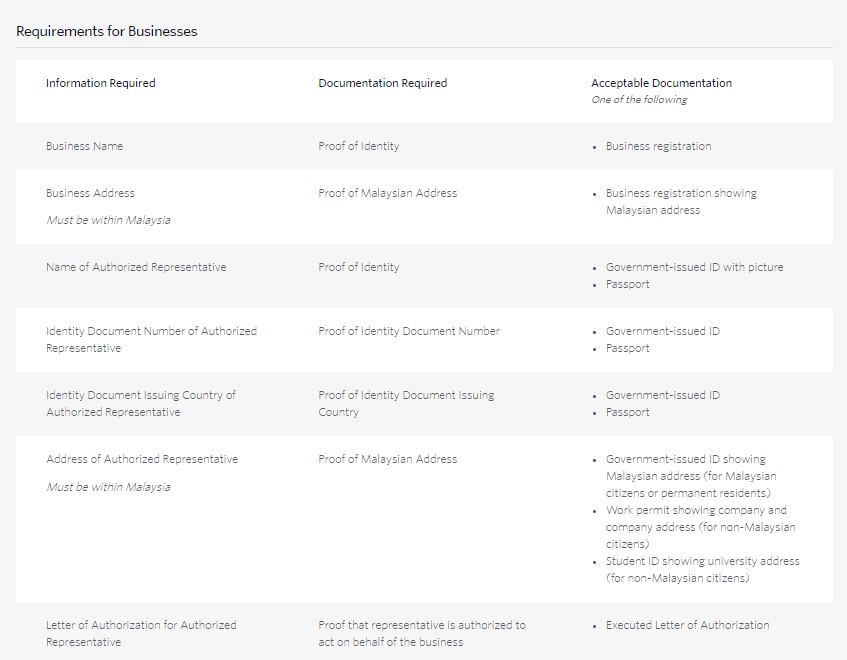 Requirements for Businesses
Information Required
Documentation Required
Acceptable Documentation
One of the following
Business Name
Proof of Identity
• Business registration
Business Address
Must be within Malaysia
Proof of Malaysian Address
• Business registration showing
Malaysian address
Name of Authorized Representative
Proof of Identity
• Government-issued ID with picture
• Passport
Identity Document Number of Authorized
Representative
Proof of Identity Document Number
• Government-issued ID
• Passport
Identity Document Issuing Country of
Authorized Representative
Proof of Identity Document Issuing
Country
• Government-issued ID
• Passport
Address of Authorized Representative
Must be within Malaysia
Proof of Malaysian Address
• Government-issued ID showing
Malaysian address (for Malaysian
citizens or permanent residents)
• Work permit showing company and
company address (for non-Malaysian
citizens)
• Student ID showing university address
(for non-Malaysian citizens)
Letter of Authorization for Authorized
Representative
Proof that representative is authorized to
act on behalf of the business
• Executed Letter of Authorization